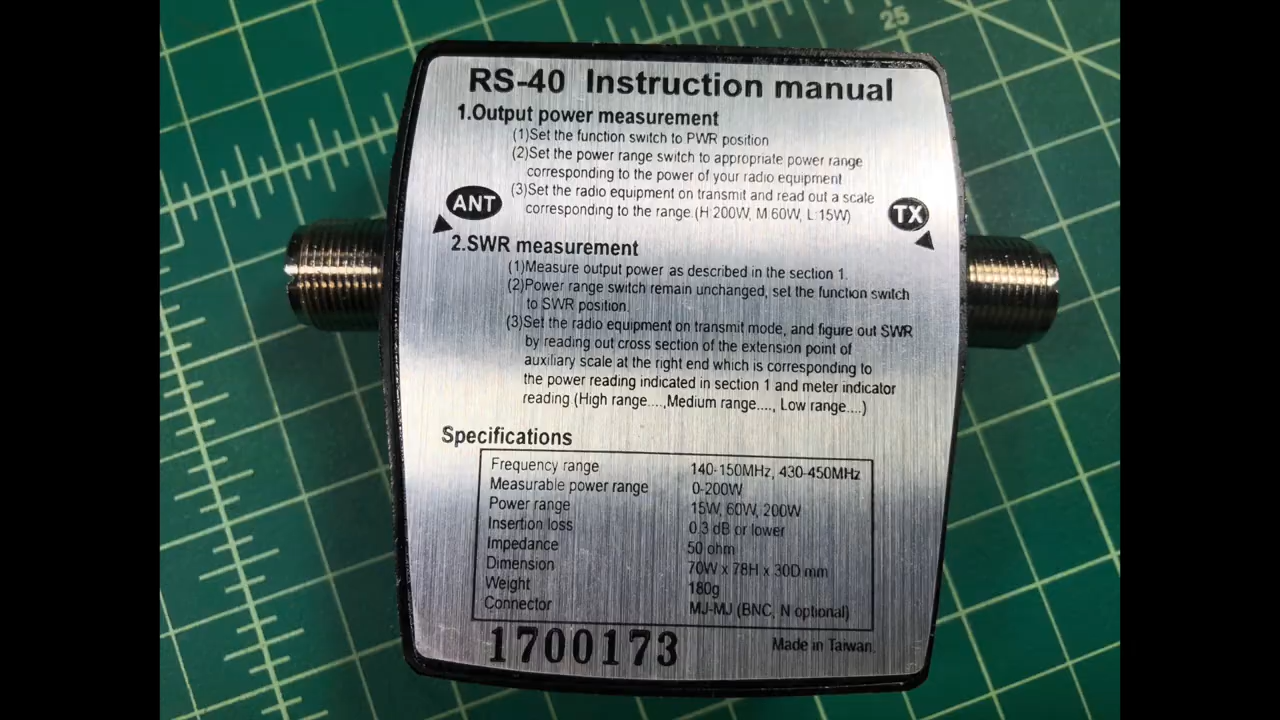 25
RS-40 Instruction manual
1.Output power measurement
(1)Set the function switch to PWR position
(2)Set the power range switch to appropriate power range
corresponding to the power of your radio equipment
(3)Set the radio equipment on transmit and read out a scale
corresponding to the range.(H 200W, M 60W, L:15W)
ANT
TX
2.SWR measurement
(1)Measure output power as described in the section 1.
(2)Power range switch remain unchanged, set the function switch
to SWR position.
(3)Set the radio equipment on transmit mode, and figure out SWR
by reading out cross section of the extension point of
auxiliary scale at the right end which is corresponding to
the power reading indicated in section 1 and meter indicator
reading (High range....,Medium range...., Low range....)
Specifications
Frequency range 140-150MHz, 430-450MHz
Measurable power range 0-200W
Power range 15W, 60W, 200W
Insertion loss 0.3 dB or lower
Impedance 50 ohm
Dimension 70W x 78H x 30D mm
Weight 180g
Connector MJ-MJ (BNC, N optional)
1700173
Made in Taiwan.